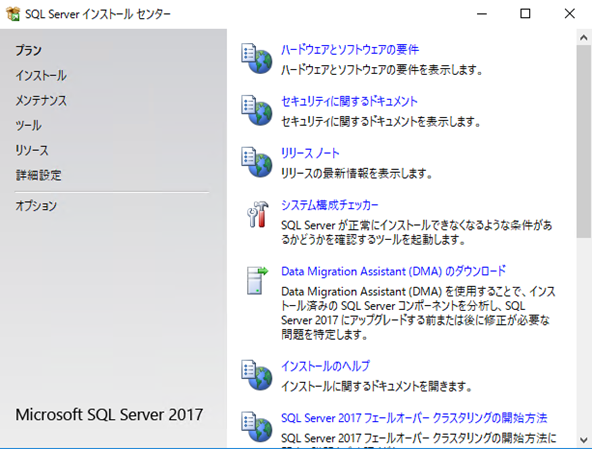 SQL Server インストール センター
プラン
インストール
メンテナンス
ツール
リソース
詳細設定
オプション
Microsoft SQL Server 2017
ハードウェアとソフトウェアの要件
ハードウェアとソフトウェアの要件を表示します。
セキュリティに関するドキュメント
セキュリティに関するドキュメントを表示します。
リリース ノート
リリースの最新情報を表示します。
システム構成チェッカー
SQL Server が正常にインストールできなくなるような条件があ
るかどうかを確認するツールを起動します。
Data Migration Assistant (DMA) のダウンロード
Data Migration Assistant (DMA) を使用することで、インス
トール済みの SQL Server コンポーネントを分析し、SQL
Server 2017 にアップグレードする前または後に修正が必要な
問題を特定します。
インストールのヘルプ
インストールに関するドキュメントを開きます。
SQL Server 2017 フェールオーバー クラスタリングの開始方法
SQL Server 2017 フェールオーバー クラスタリングの開始方法に